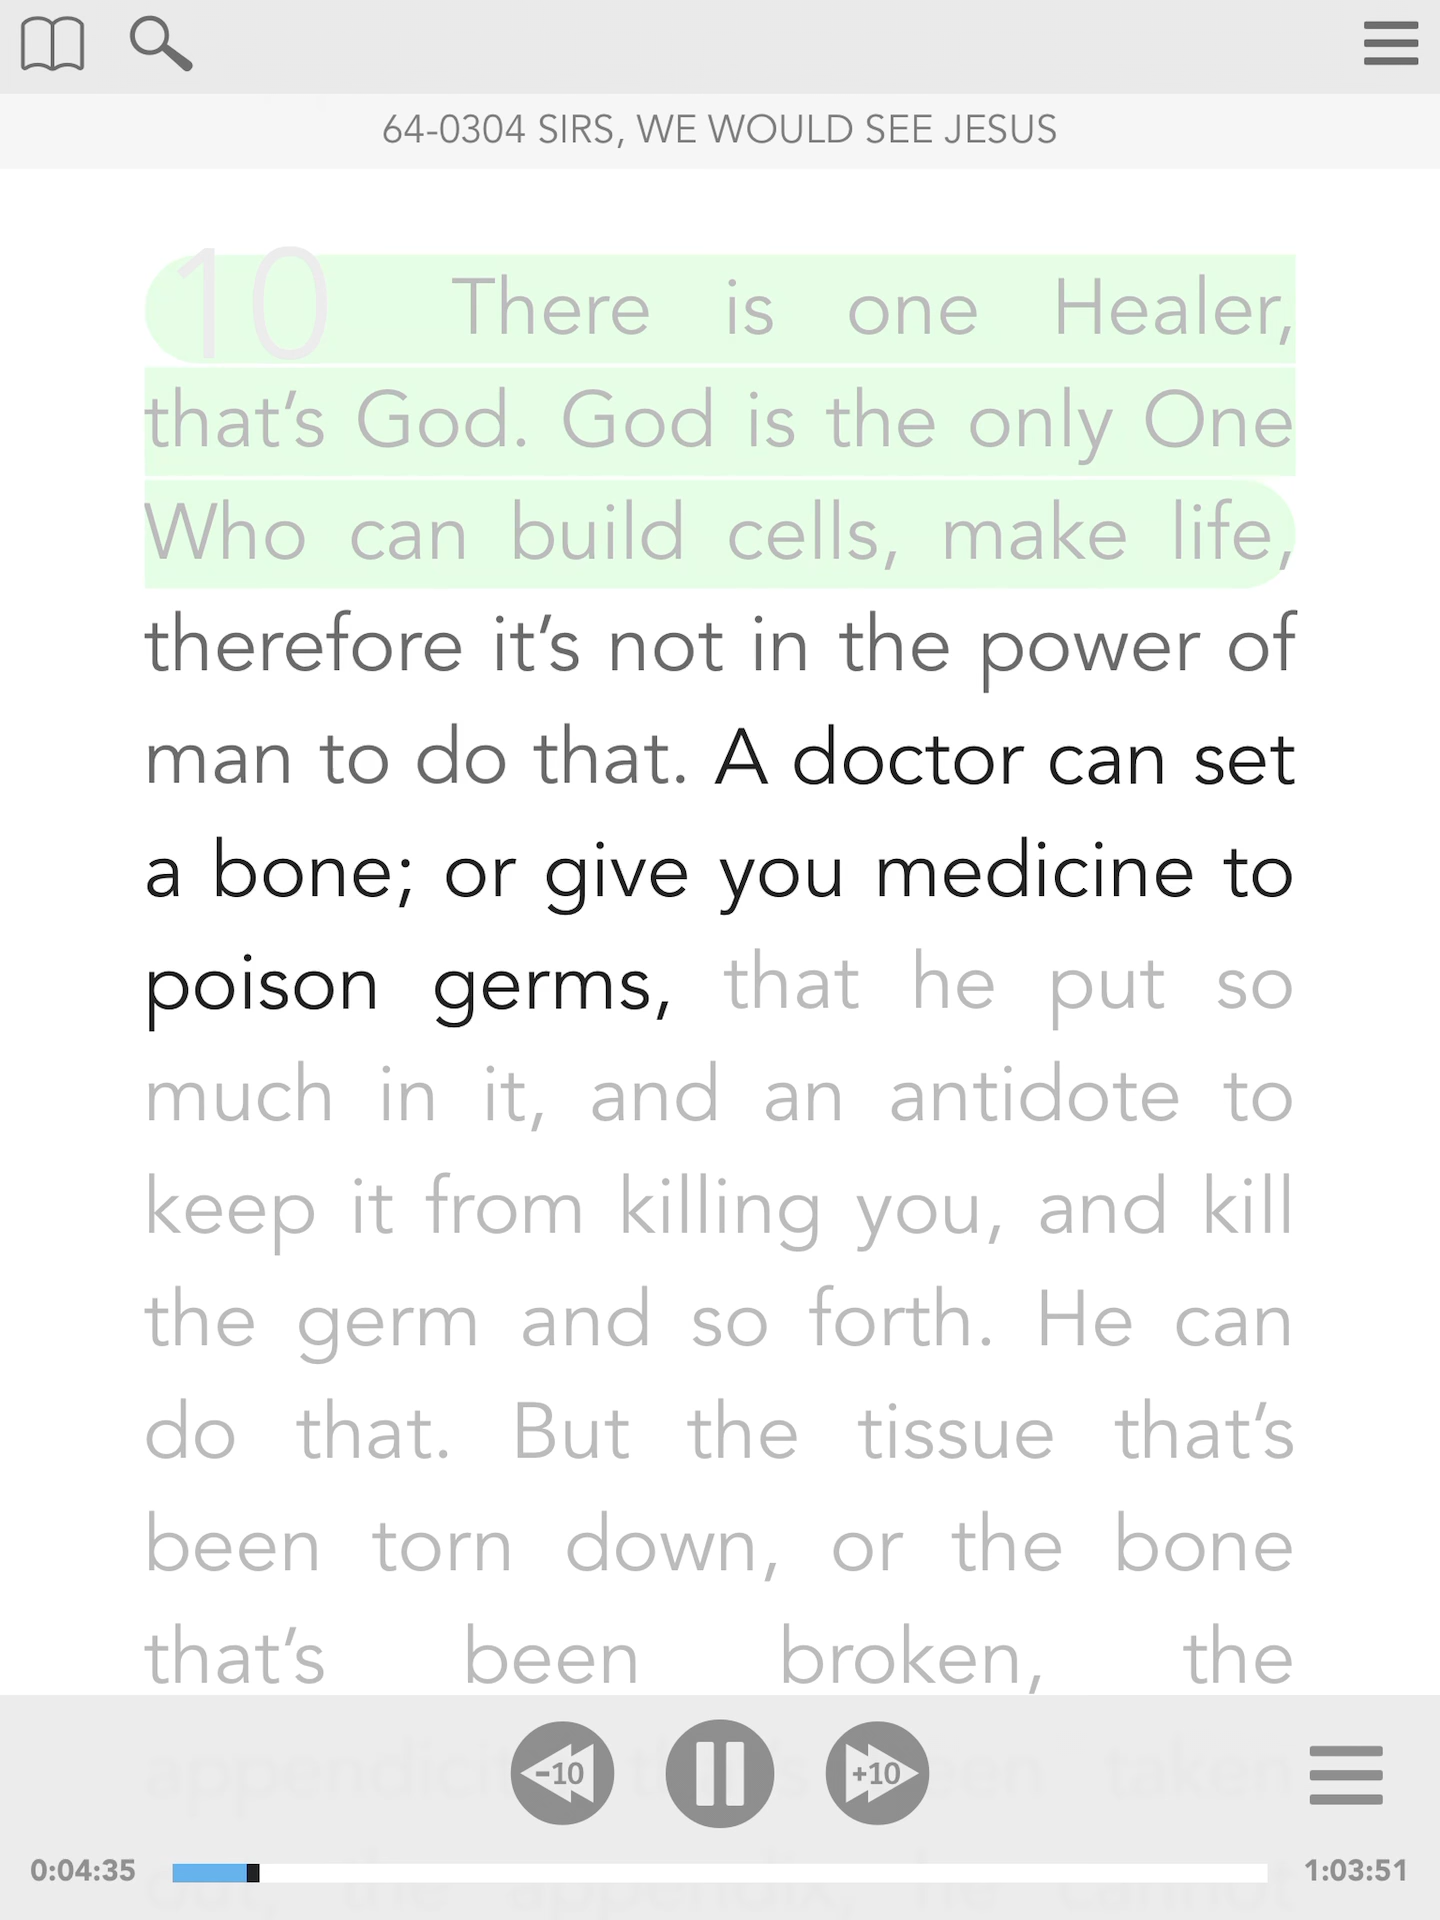 64-0304 SIRS, WE WOULD SEE JESUS
10 There is one Healer,
that’s God. God is the only One
Who can build cells, make life,
therefore it’s not in the power of
man to do that. A doctor can set
a bone; or give you medicine to
poison germs, that he put so
much in it, and an antidote to
keep it from killing you, and kill
the germ and so forth. He can
do that. But the tissue that’s
been torn down, or the bone
that’s been broken, the
-10 +10
taken
0:04:35 1:03:51
the appendix, he cannot